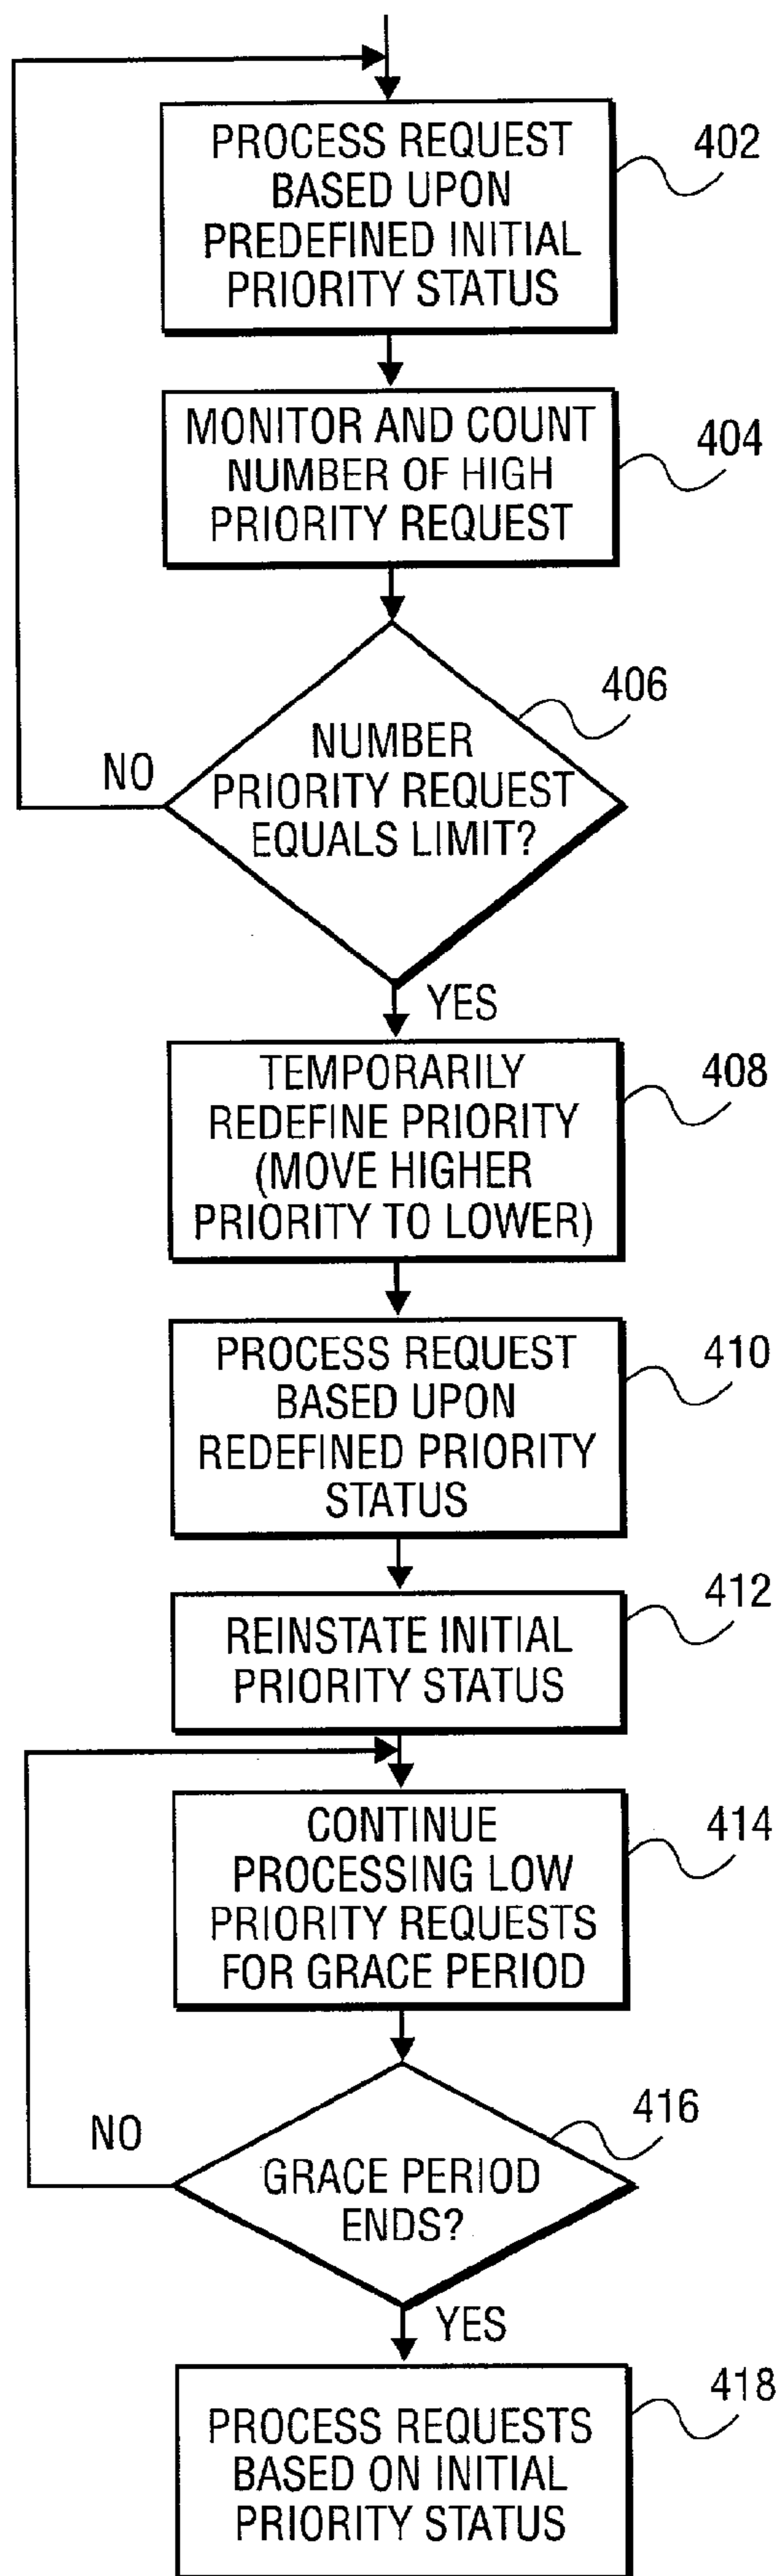 PROCESS REQUEST
BASED UPON
PREDEFINED INITIAL
PRIORITY STATUS
402
MONITOR AND COUNT
NUMBER OF HIGH
PRIORITY REQUEST
404
406
NUMBER
PRIORITY REQUEST
EQUALS LIMIT?
NO
YES
TEMPORARILY
REDEFINE PRIORITY
(MOVE HIGHER
PRIORITY TO LOWER)
408
PROCESS REQUEST
BASED UPON
REDEFINED PRIORITY
STATUS
410
REINSTATE INITIAL
PRIORITY STATUS
412
CONTINUE
PROCESSING LOW
PRIORITY REQUESTS
FOR GRACE PERIOD
414
416
GRACE PERIOD
ENDS?
NO
YES
PROCESS REQUESTS
BASED ON INITIAL
PRIORITY STATUS
418